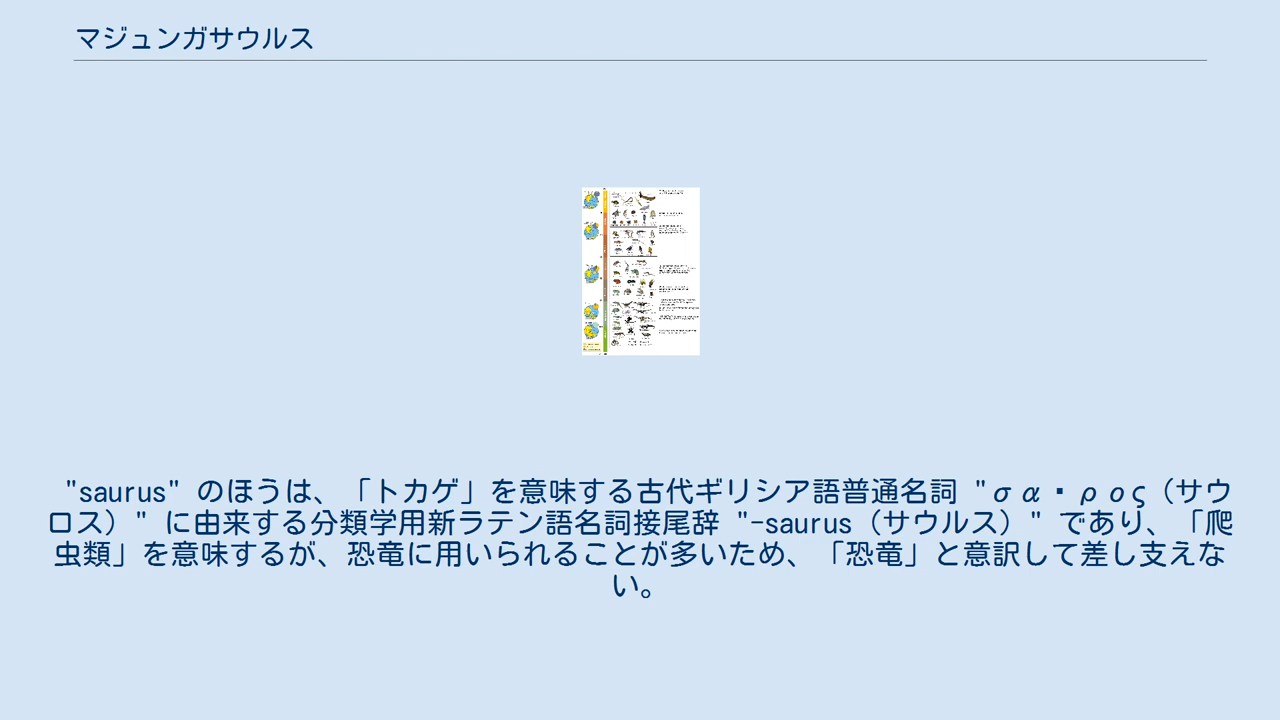 マジュンガサウルス
"saurus" のほうは、「トカゲ」を意味する古代ギリシア語普通名詞 "σα▪ρος（サウ
ロス）" に由来する分類学用新ラテン語名詞接尾辞 "-saurus（サウルス）" であり、「爬
虫類」を意味するが、恐竜に用いられることが多いため、「恐竜」と意訳して差し支えな
い。